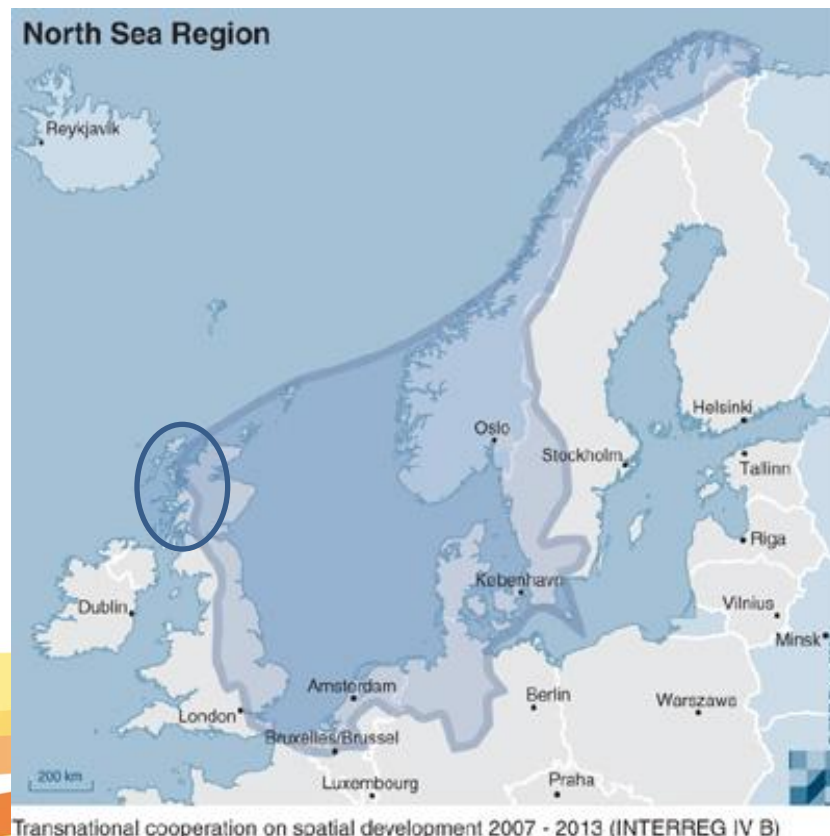 North Sea Region
Reykjavik
Helsinki
Oslo
Stockholm
Tallinn
Riga
København
Dublin
Vilnius
Minsk
Amsterdam
Berlin
Warszawa
London
Bruxelles/Brussel
200 km
Luxembourg
Praha
Transnational cooperation on spatial development 2007 - 2013 (INTERREG IV B)